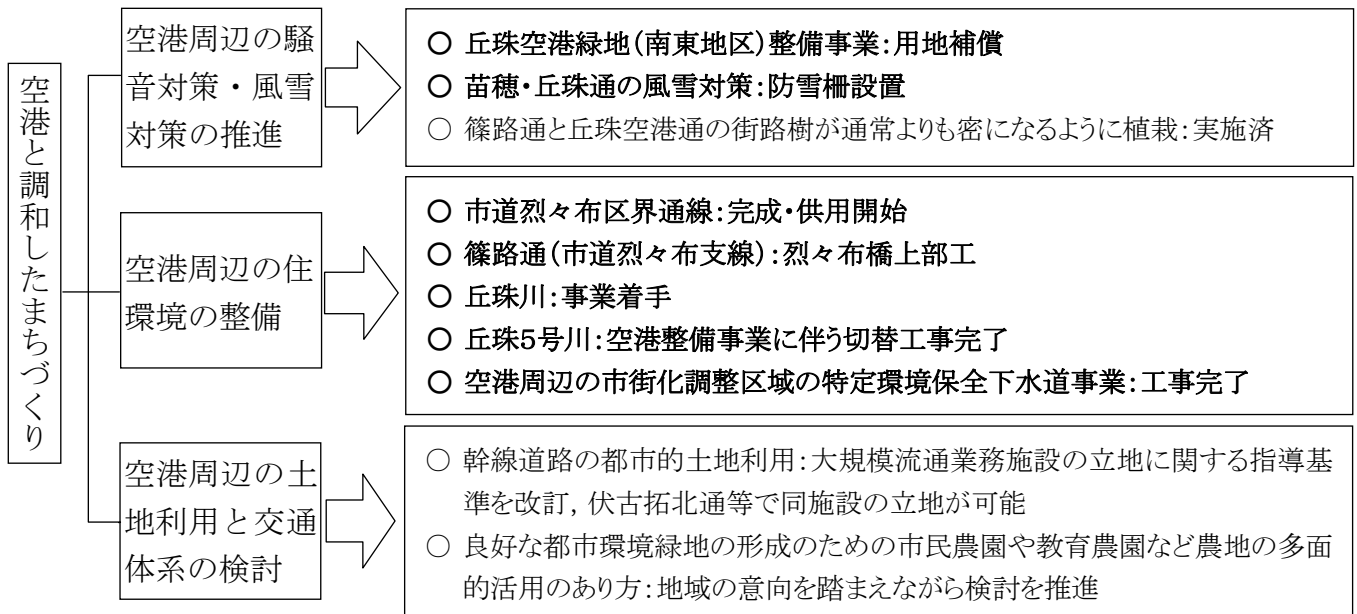 空港と調和したまちづくり
空港周辺の騒
音対策・風雪
対策の推進
○ 丘珠空港緑地(南東地区)整備事業:用地補償
○ 苗穂・丘珠通の風雪対策:防雪柵設置
○ 篠路通と丘珠空港通の街路樹が通常よりも密になるように植栽:実施済
空港周辺の住
環境の整備
○ 市道烈々布区界通線:完成・供用開始
○ 篠路通(市道烈々布支線):烈々布橋上部工
○ 丘珠川:事業着手
○ 丘珠5号川:空港整備事業に伴う切替工事完了
○ 空港周辺の市街化調整区域の特定環境保全下水道事業:工事完了
空港周辺の土
地利用と交通
体系の検討
○ 幹線道路の都市的土地利用:大規模流通業務施設の立地に関する指導基
準を改訂,伏古拓北通等で同施設の立地が可能
○ 良好な都市環境緑地の形成のための市民農園や教育農園など農地の多面
的活用のあり方:地域の意向を踏まえながら検討を推進